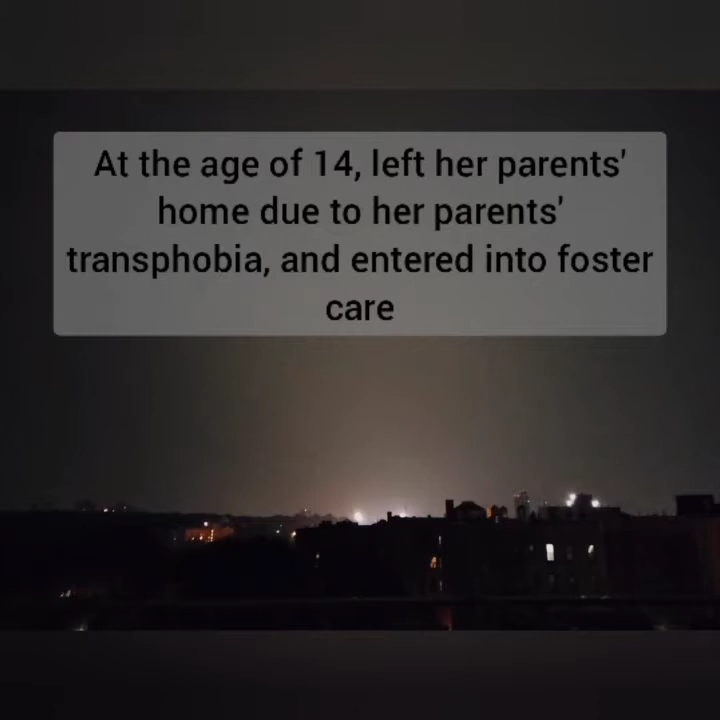 At the age of 14, left her parents'
home due to her parents'
transphobia, and entered into foster
care